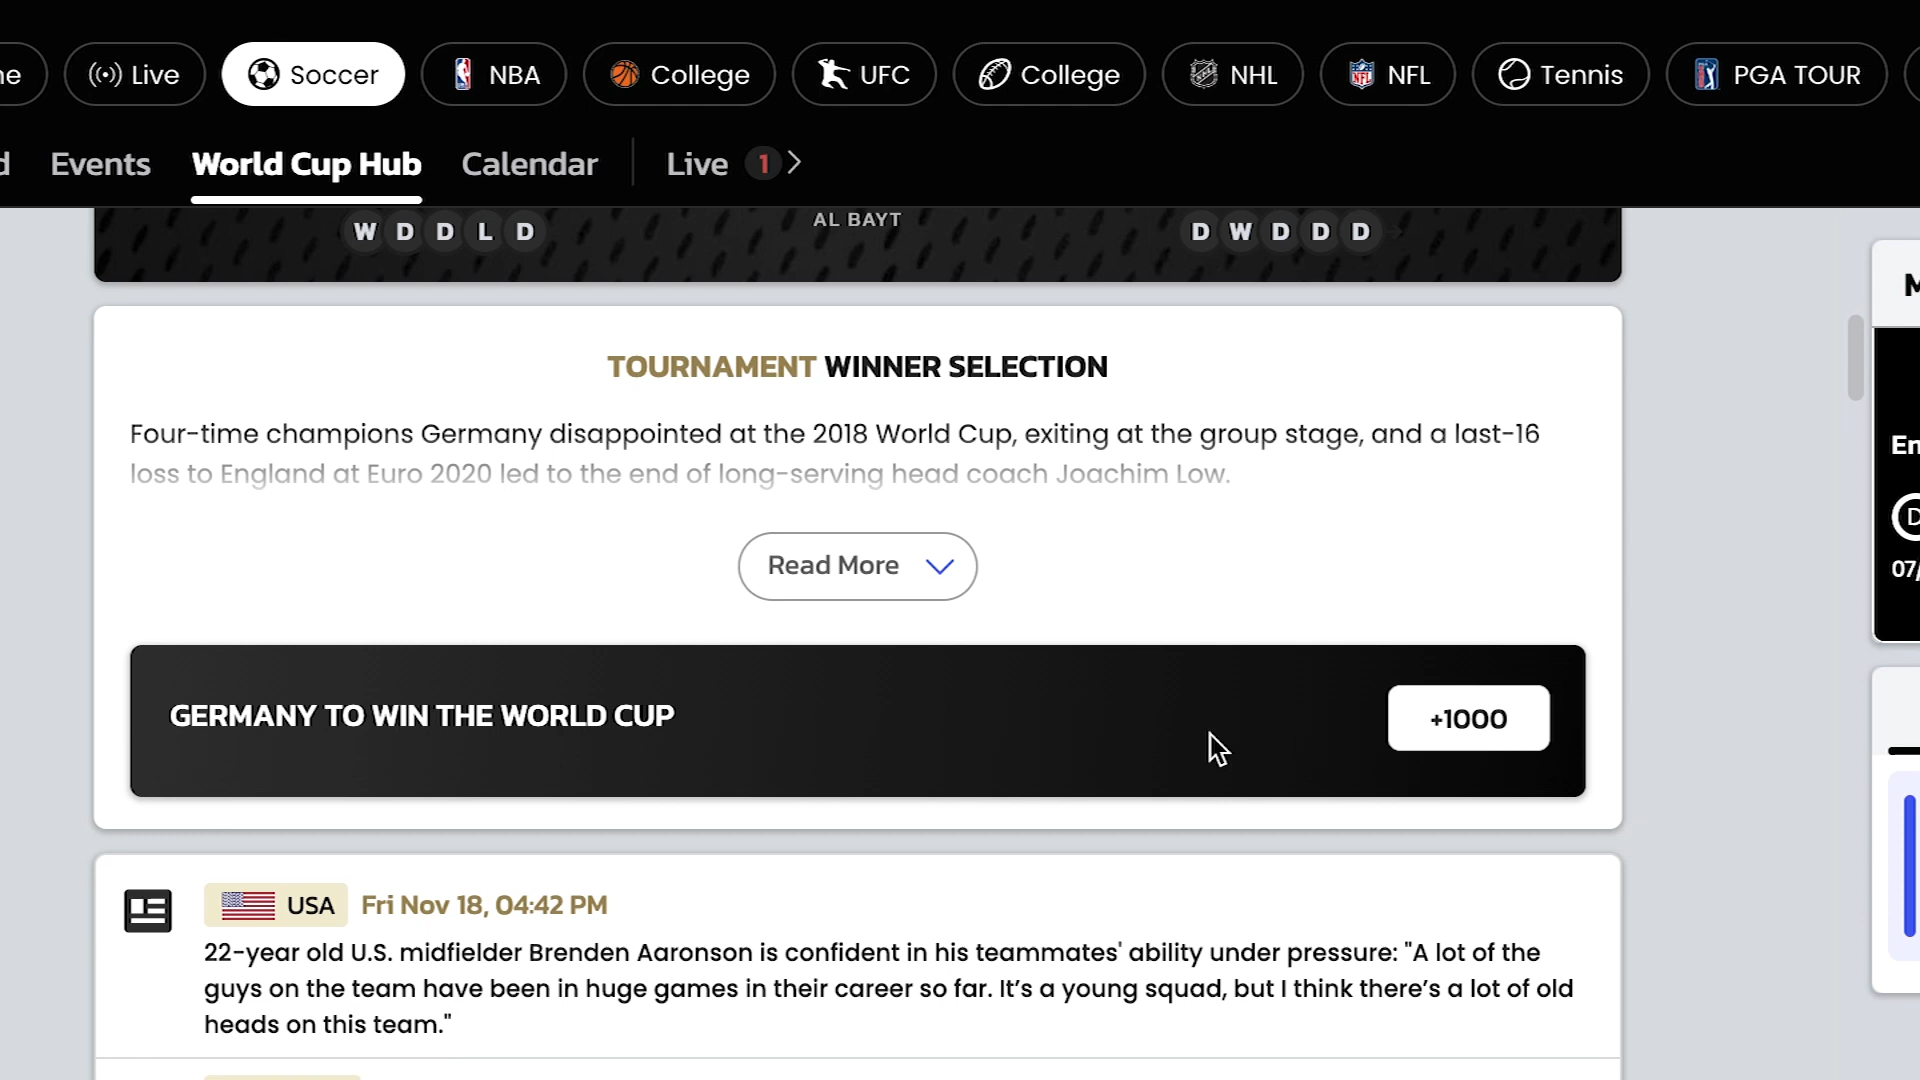 ne
Live
Soccer
NBA
College
UFC
College
NHL
NFL
Tennis
PGA TOUR
d
Events
World Cup Hub
Calendar
Live 1
W D D L D
AL BAYT
D W D D D
TOURNAMENT WINNER SELECTION
Four-time champions Germany disappointed at the 2018 World Cup, exiting at the group stage, and a last-16
loss to England at Euro 2020 led to the end of long-serving head coach Joachim Low.
Read More
GERMANY TO WIN THE WORLD CUP
+1000
USA Fri Nov 18, 04:42 PM
22-year old U.S. midfielder Brenden Aaronson is confident in his teammates' ability under pressure: "A lot of the
guys on the team have been in huge games in their career so far. It’s a young squad, but I think there’s a lot of old
heads on this team."
En
07/